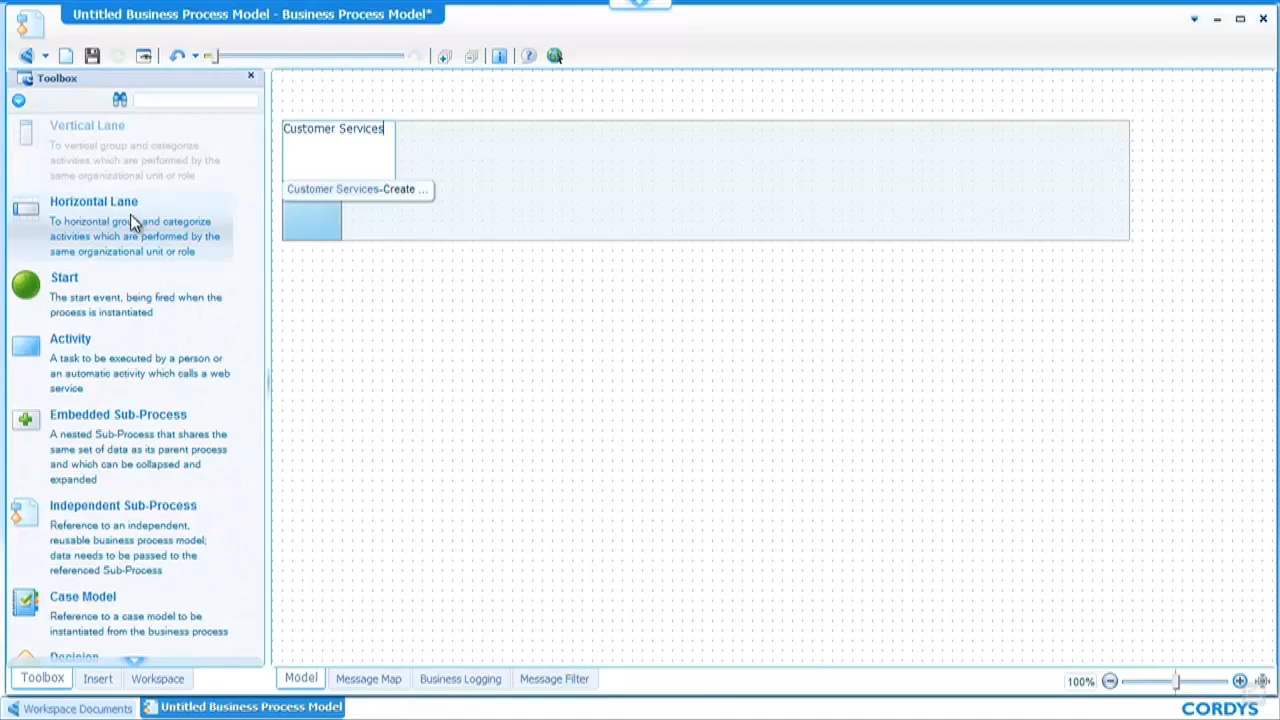 Untitled Business Process Model - Business Process Model*
Toolbox
Vertical Lane
To vertical group and categorize
activities which are performed by the
same organizational unit or role
Horizontal Lane
To horizontal group and categorize
activities which are performed by the
same organizational unit or role
Start
The start event, being fired when the
process is instantiated
Activity
A task to be executed by a person or
an automatic activity which calls a web
service
Embedded Sub-Process
A nested Sub-Process that shares the
same set of data as its parent process
and which can be collapsed and
expanded
Independent Sub-Process
Reference to an independent,
reusable business process model;
data needs to be passed to the
referenced Sub-Process
Case Model
Reference to a case model to be
instantiated from the business process
Decision
Customer Services
Customer Services-Create ...
Toolbox Insert Workspace
Model Message Map Business Logging Message Filter
100%
Workspace Documents Untitled Business Process Model
CORDYS